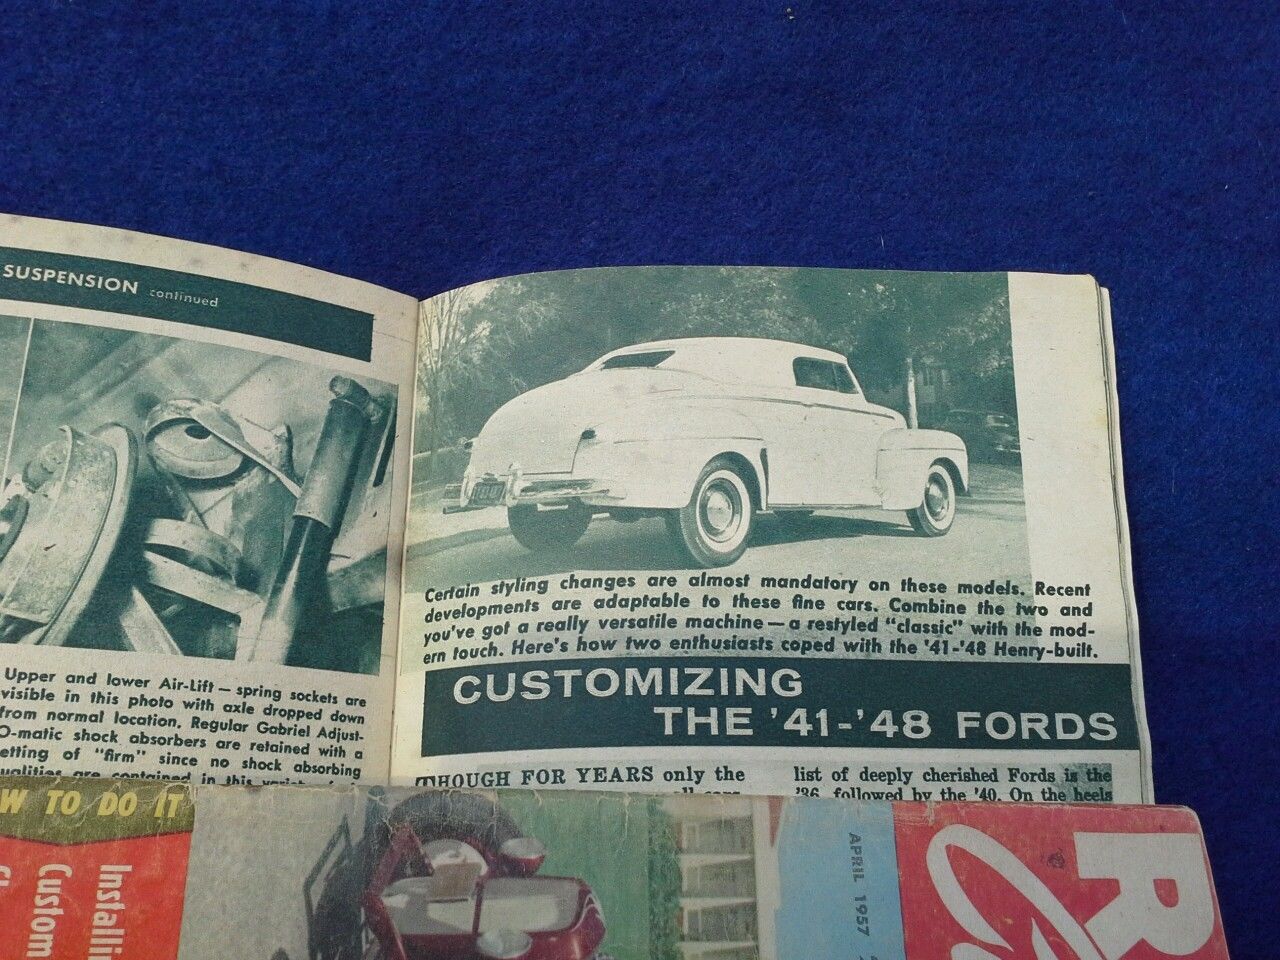 SUSPENSION continued
Upper and lower Air-Lift — spring sockets are
visible in this photo with axle dropped down
from normal location. Regular Gabriel Adjust-
O-matic shock absorbers are retained with a
etting of "firm" since no shock absorbing
ualities are contained in this
Certain styling changes are almost mandatory on these models. Recent
developments are adaptable to these fine cars. Combine the two and
you've got a really versatile machine — a restyled "classic" with the mod-
ern touch. Here's how two enthusiasts coped with the '41-'48 Henry-built.
CUSTOMIZING
THE '41-'48 FORDS
THOUGH FOR YEARS only the
list of deeply cherished Fords is the
'36, followed by the '40. On the heels
W TO DO IT
Installi
Custom
APRIL 1957
R